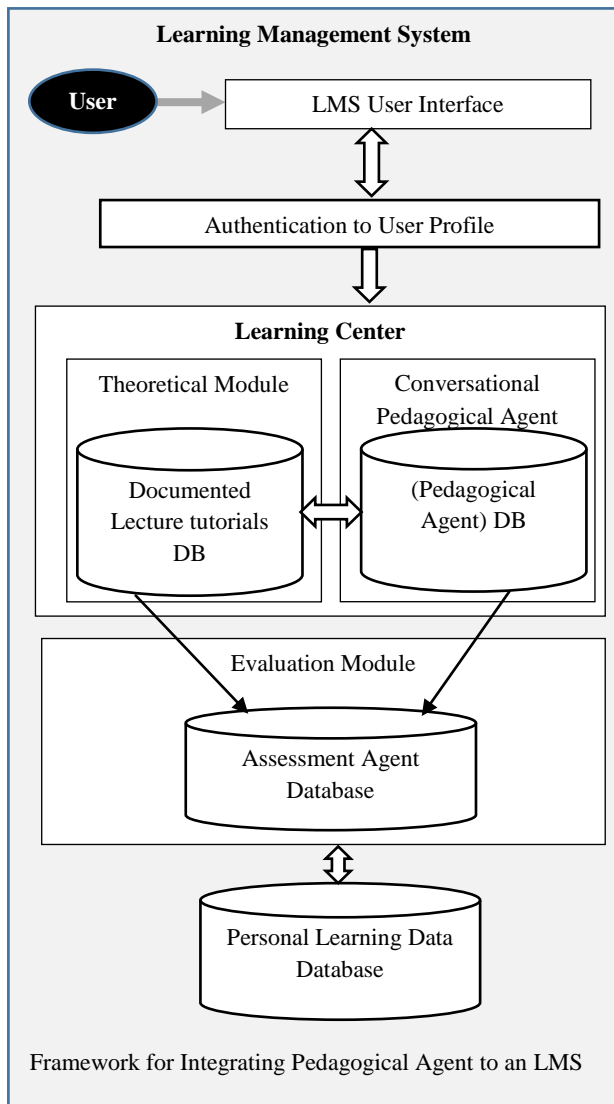 Learning Management System
User
LMS User Interface
Authentication to User Profile
Learning Center
Theoretical Module
Documented
Lecture tutorials
DB
Conversational
Pedagogical Agent
(Pedagogical
Agent) DB
Evaluation Module
Assessment Agent
Database
Personal Learning Data
Database
Framework for Integrating Pedagogical Agent to an LMS